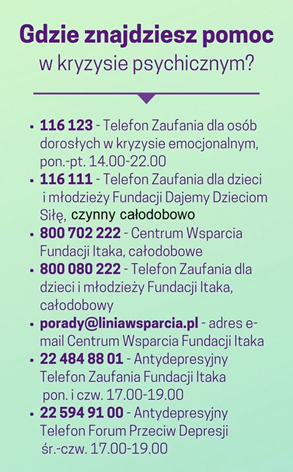 Gdzie znajdziesz pomoc
w kryzysie psychicznym?
• 116 123 - Telefon Zaufania dla osób
dorosłych w kryzysie emocjonalnym,
pon.-pt. 14.00-22.00
• 116 111 - Telefon Zaufania dla dzieci
i młodzieży Fundacji Dajemy Dzieciom
Siłę, czynny całodobowo
• 800 702 222 - Centrum Wsparcia
Fundacji Itaka, całodobowe
• 800 080 222 - Telefon Zaufania dla
dzieci i młodzieży Fundacji Itaka,
całodobowy
• porady@liniawsparcia.pl - adres e-
mail Centrum Wsparcia Fundacji Itaka
• 22 484 88 01 - Antydepresyjny
Telefon Zaufania Fundacji Itaka
pon. i czw. 17.00-19.00
• 22 594 91 00 - Antydepresyjny
Telefon Forum Przeciw Depresji
śr.-czw. 17.00-19.00